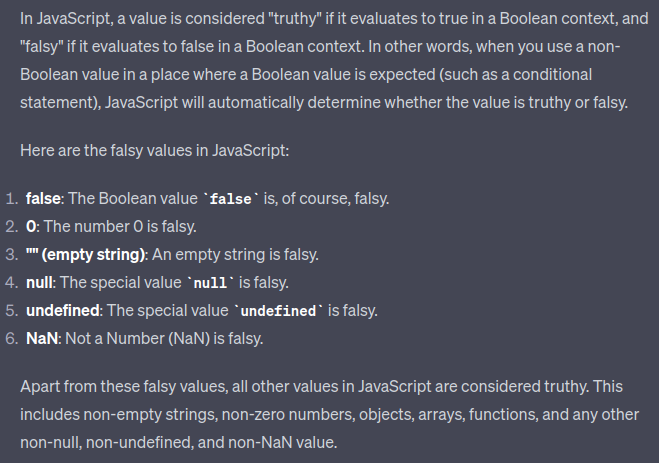 In JavaScript, a value is considered "truthy" if it evaluates to true in a Boolean context, and
"falsy" if it evaluates to false in a Boolean context. In other words, when you use a non-
Boolean value in a place where a Boolean value is expected (such as a conditional
statement), JavaScript will automatically determine whether the value is truthy or falsy.
Here are the falsy values in JavaScript:
1. false: The Boolean value `false` is, of course, falsy.
2. 0: The number 0 is falsy.
3. "" (empty string): An empty string is falsy.
4. null: The special value `null` is falsy.
5. undefined: The special value `undefined` is falsy.
6. NaN: Not a Number (NaN) is falsy.
Apart from these falsy values, all other values in JavaScript are considered truthy. This
includes non-empty strings, non-zero numbers, objects, arrays, functions, and any other
non-null, non-undefined, and non-NaN value.